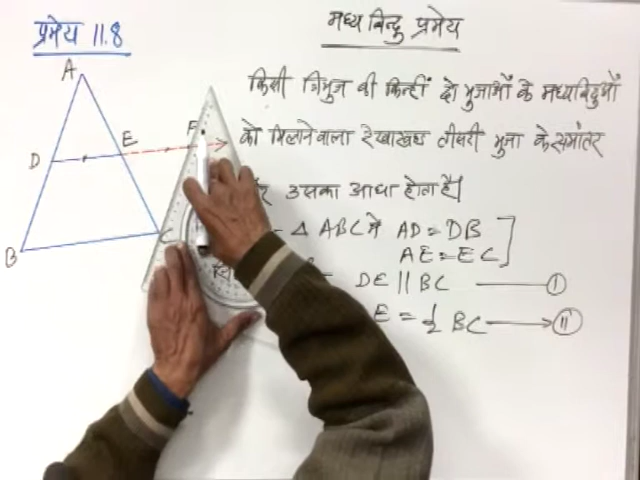 प्रमेय 11.8
मध्य बिन्दु प्रमेय
किसी त्रिभुज की किन्हीं दो भुजाओं के मध्यबिंदुओं
को मिलाने वाला रेखाखण्ड तीसरी भुजा के समांतर
उसका आधा होता है।
A
D
E
F
B
C
△ ABC में AD = DB
AE = EC
DE || BC I
E = ½ BC II